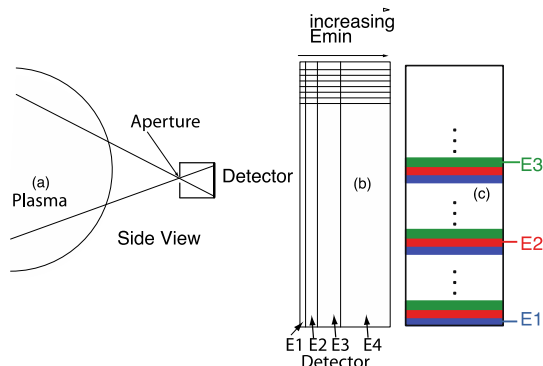 increasing
Emin
Aperture
(a)
Plasma
Detector
Side View
(b)
(c)
E3
E2
E1
E1 E2 E3 E4
Detector